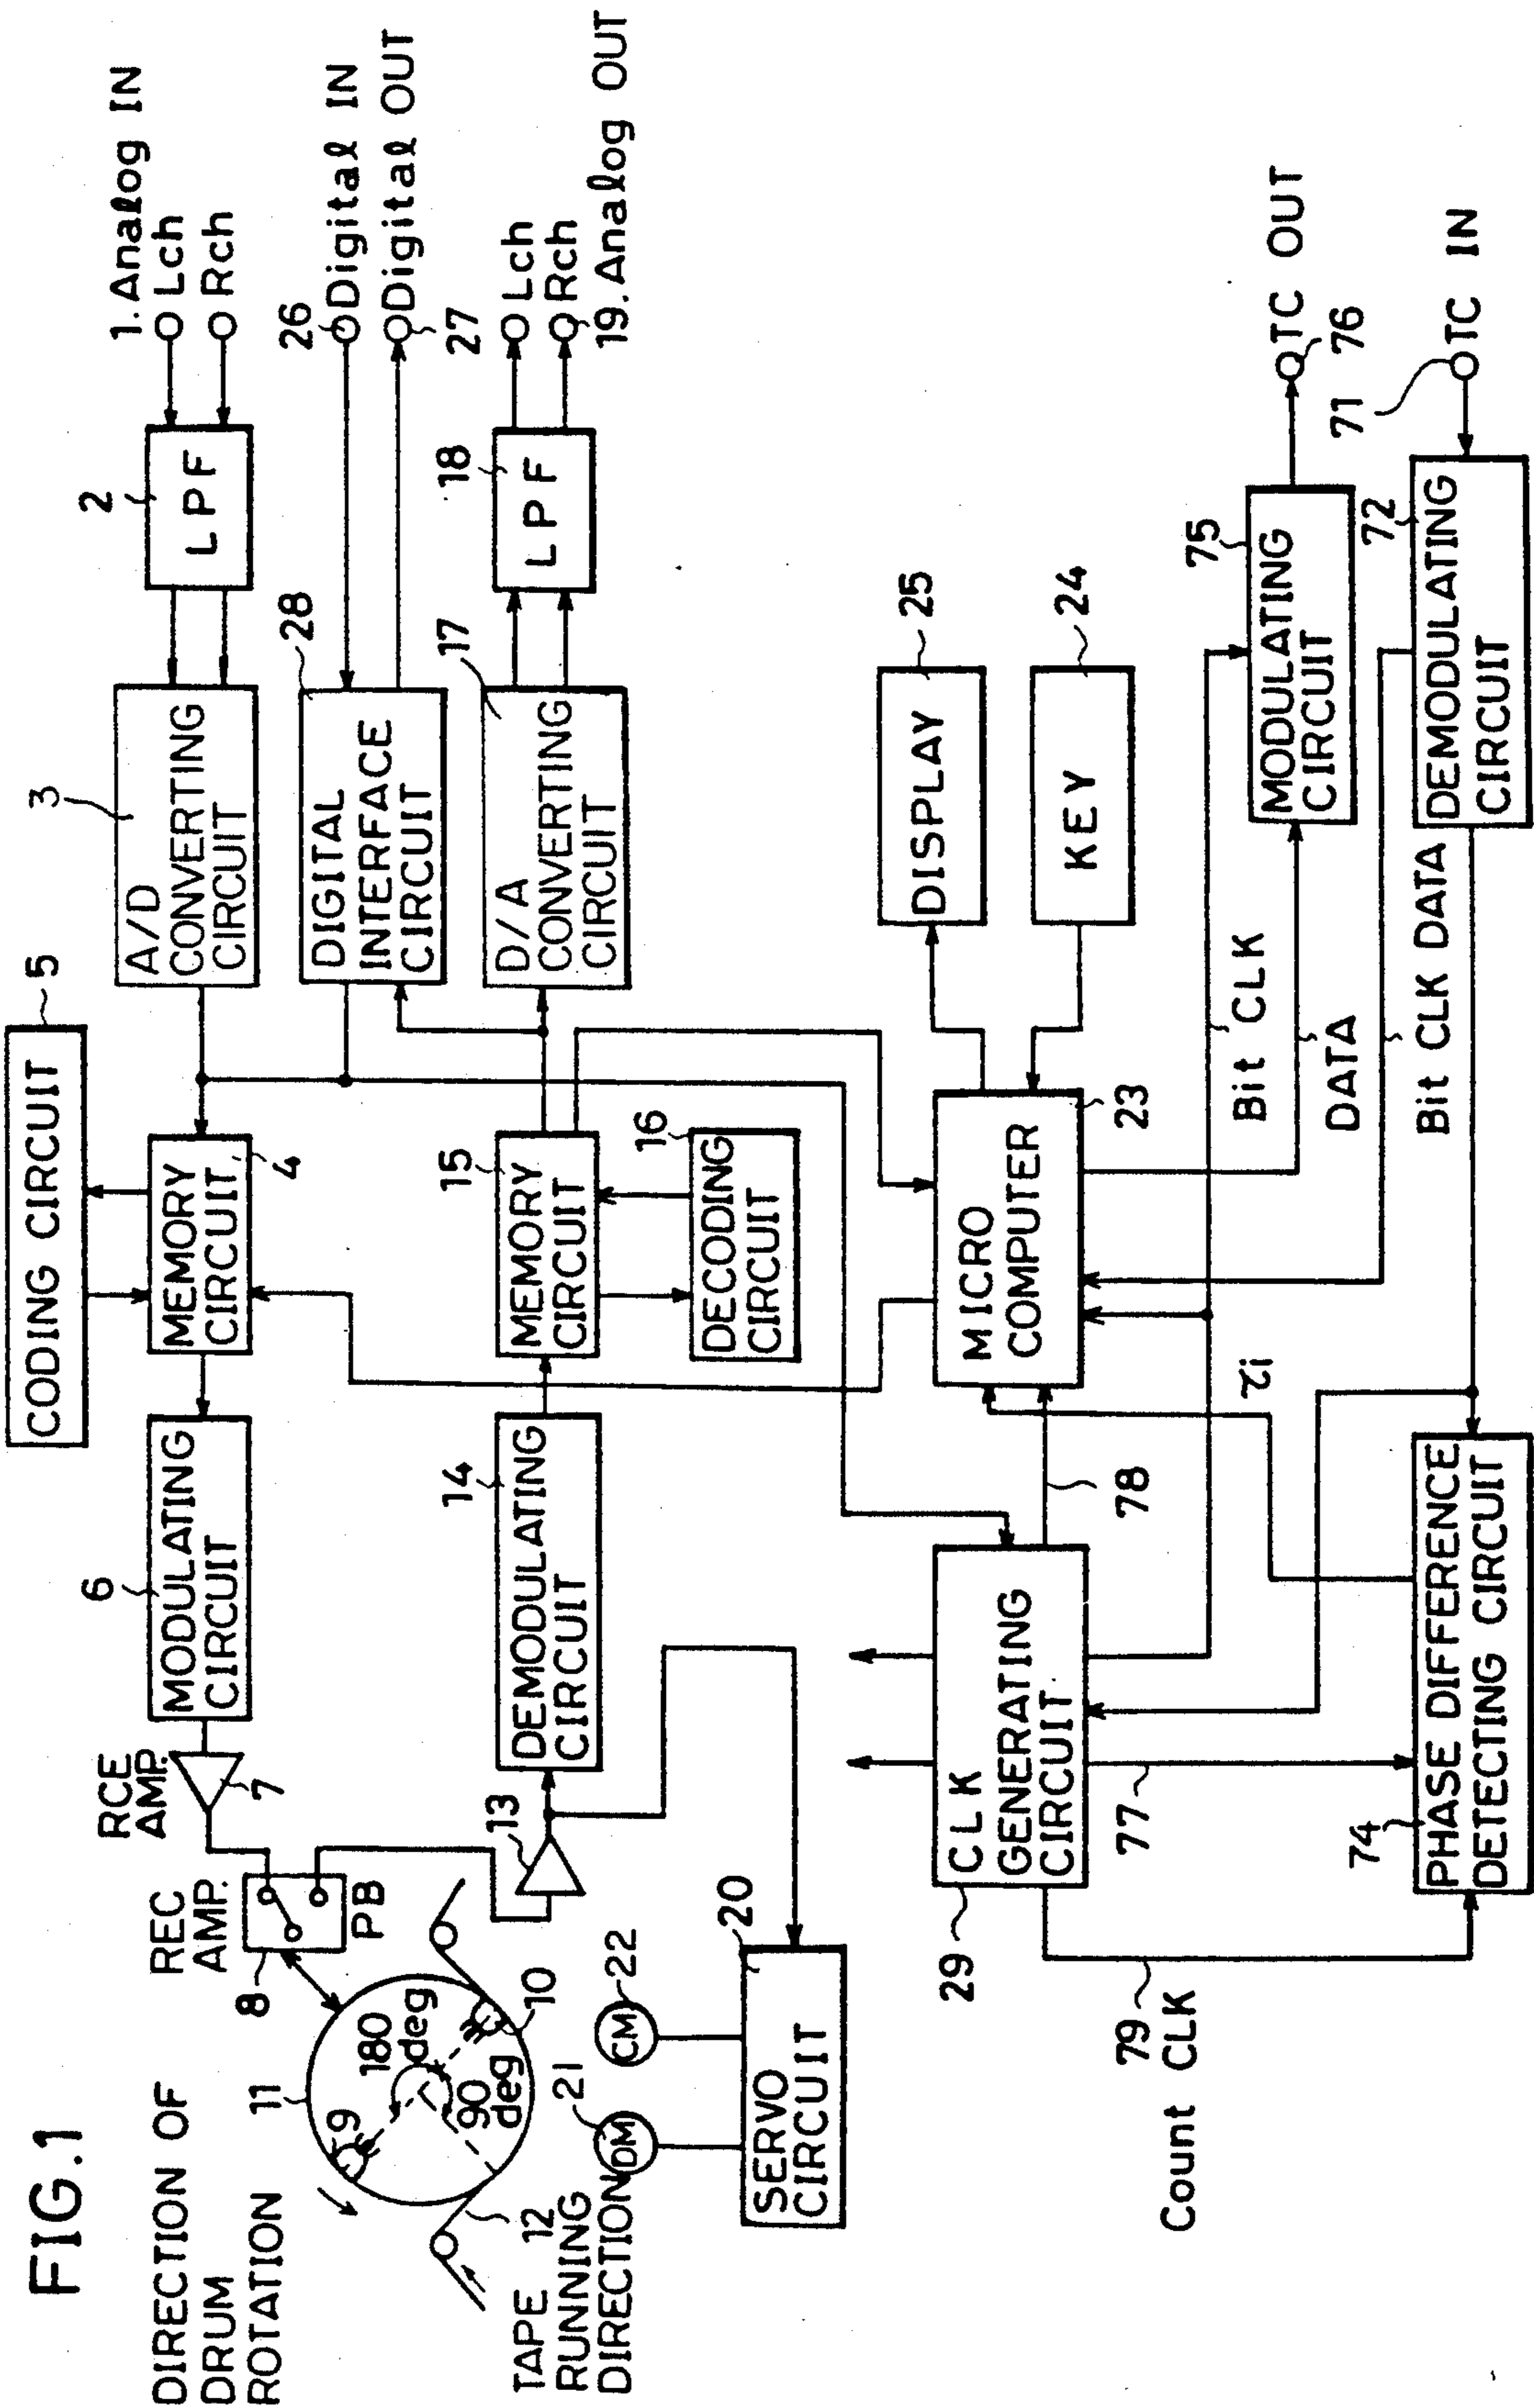 FIG.1
DIRECTION OF
DRUM
ROTATION
11
9
180
deg
90
deg
10
TAPE 12
RUNNING
DIRECTION
REC
AMP.
8
PB
RCE
AMP.
7
6
MODULATING
CIRCUIT
CODING CIRCUIT
5
MEMORY
CIRCUIT
4
3
A/D
CONVERTING
CIRCUIT
2
LPF
1. Analog IN
Lch
Rch
28
DIGITAL
INTERFACE
CIRCUIT
26
Digital IN
Digital OUT
27
13
14
DEMODULATING
CIRCUIT
15
MEMORY
CIRCUIT
16
DECODING
CIRCUIT
17
D/A
CONVERTING
CIRCUIT
18
LPF
Lch
Rch
19. Analog OUT
21
DM
CM
22
20
SERVO
CIRCUIT
29
CLK
GENERATING
CIRCUIT
78
MICRO
COMPUTER
23
DISPLAY
25
KEY
24
77
79
Count CLK
τi
Bit CLK
DATA
Bit CLK DATA
75
MODULATING
CIRCUIT
TC OUT
76
71
TC IN
72
DEMODULATING
CIRCUIT
74
PHASE DIFFERENCE
DETECTING CIRCUIT